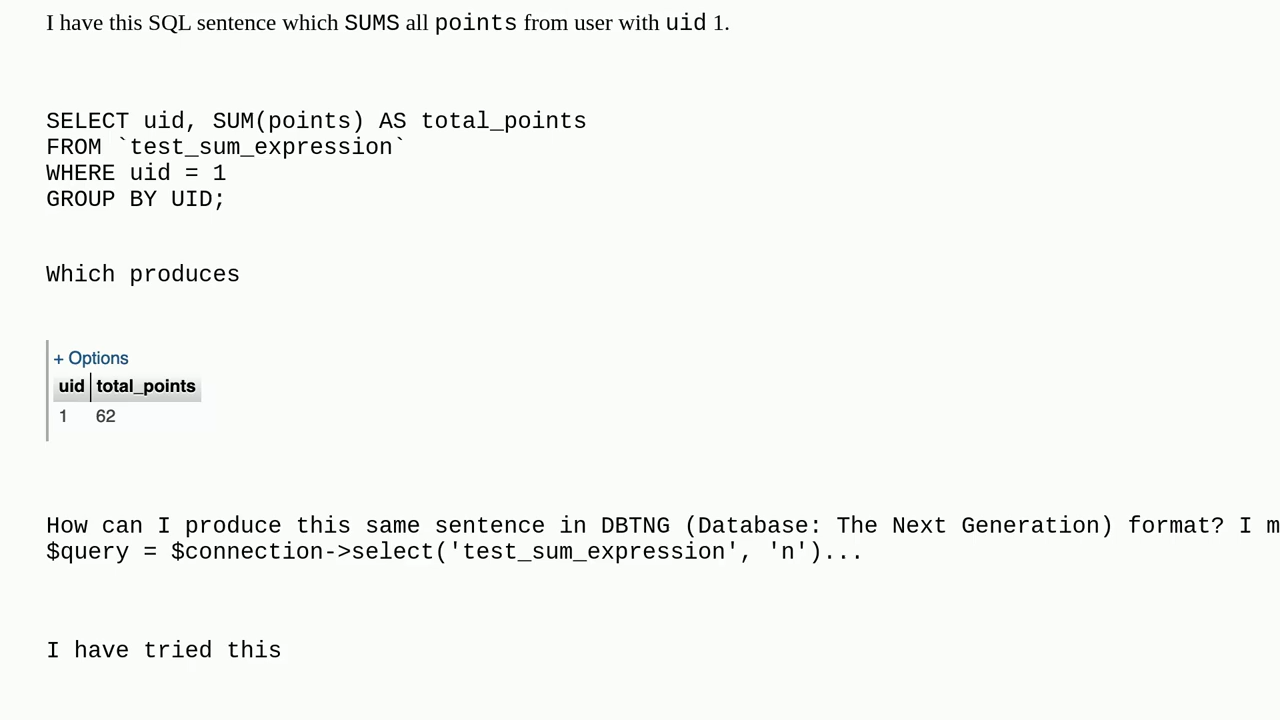 I have this SQL sentence which SUMS all points from user with uid 1.
SELECT uid, SUM(points) AS total_points
FROM `test_sum_expression`
WHERE uid = 1
GROUP BY UID;
Which produces
+ Options
uid total_points
1 62
How can I produce this same sentence in DBTNG (Database: The Next Generation) format? I m
$query = $connection->select('test_sum_expression', 'n')...
I have tried this